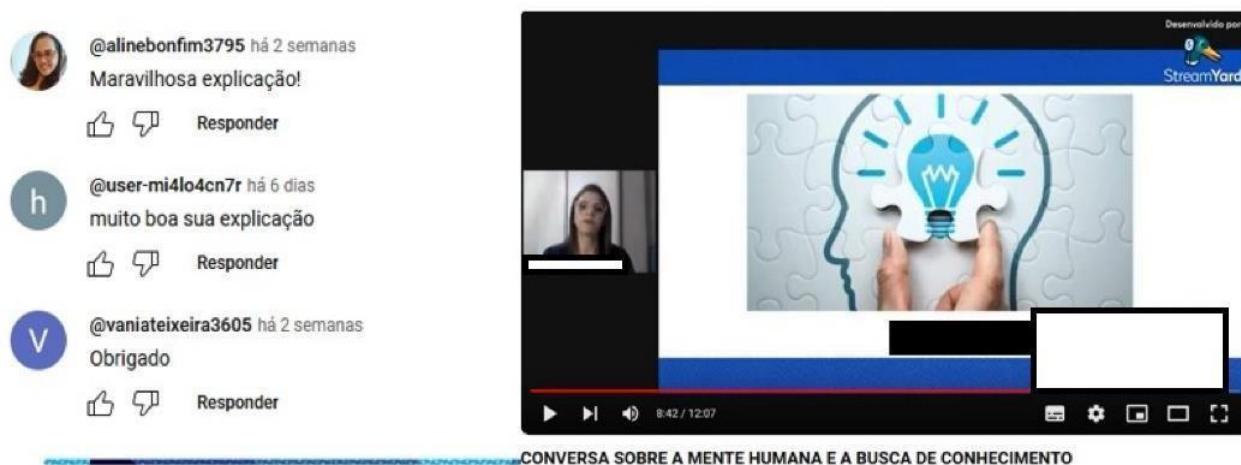 @alinebonfim3795 há 2 semanas
Maravilhosa explicação!
Responder
h
@user-mi4lo4cn7r há 6 dias
muito boa sua explicação
Responder
V
@vaniateixeira3605 há 2 semanas
Obrigado
Responder
Desenvolvido por
StreamYard
8:42 / 12:07
CONVERSA SOBRE A MENTE HUMANA E A BUSCA DE CONHECIMENTO